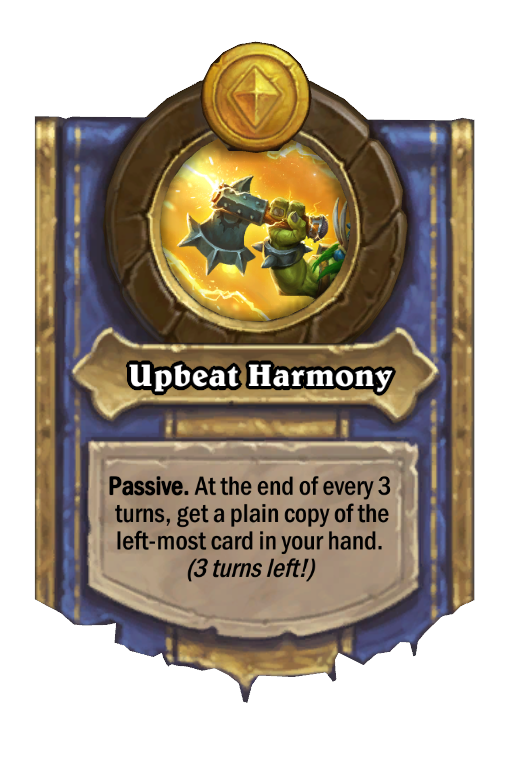 Upbeat Harmony
Passive. At the end of every 3
turns, get a plain copy of the
left-most card in your hand.
(3 turns left!)